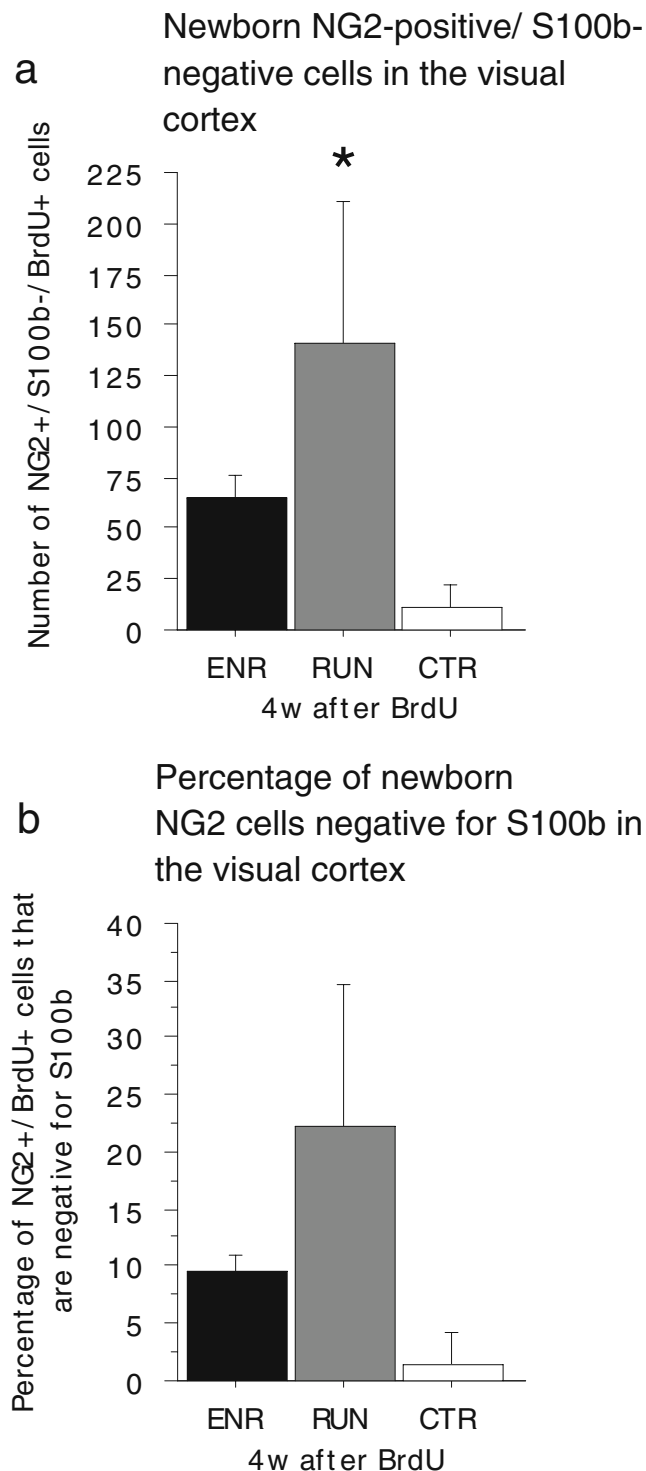 a
Newborn NG2-positive/ S100b-
negative cells in the visual
cortex
Number of NG2+/S100b-/BrdU+ cells
225
200
175
150
125
100
75
50
25
0
*
ENR RUN CTR
4w after BrdU
b
Percentage of newborn
NG2 cells negative for S100b in
the visual cortex
Percentage of NG2+/BrdU+ cells that
are negative for S100b
40
35
30
25
20
15
10
5
0
ENR RUN CTR
4w after BrdU